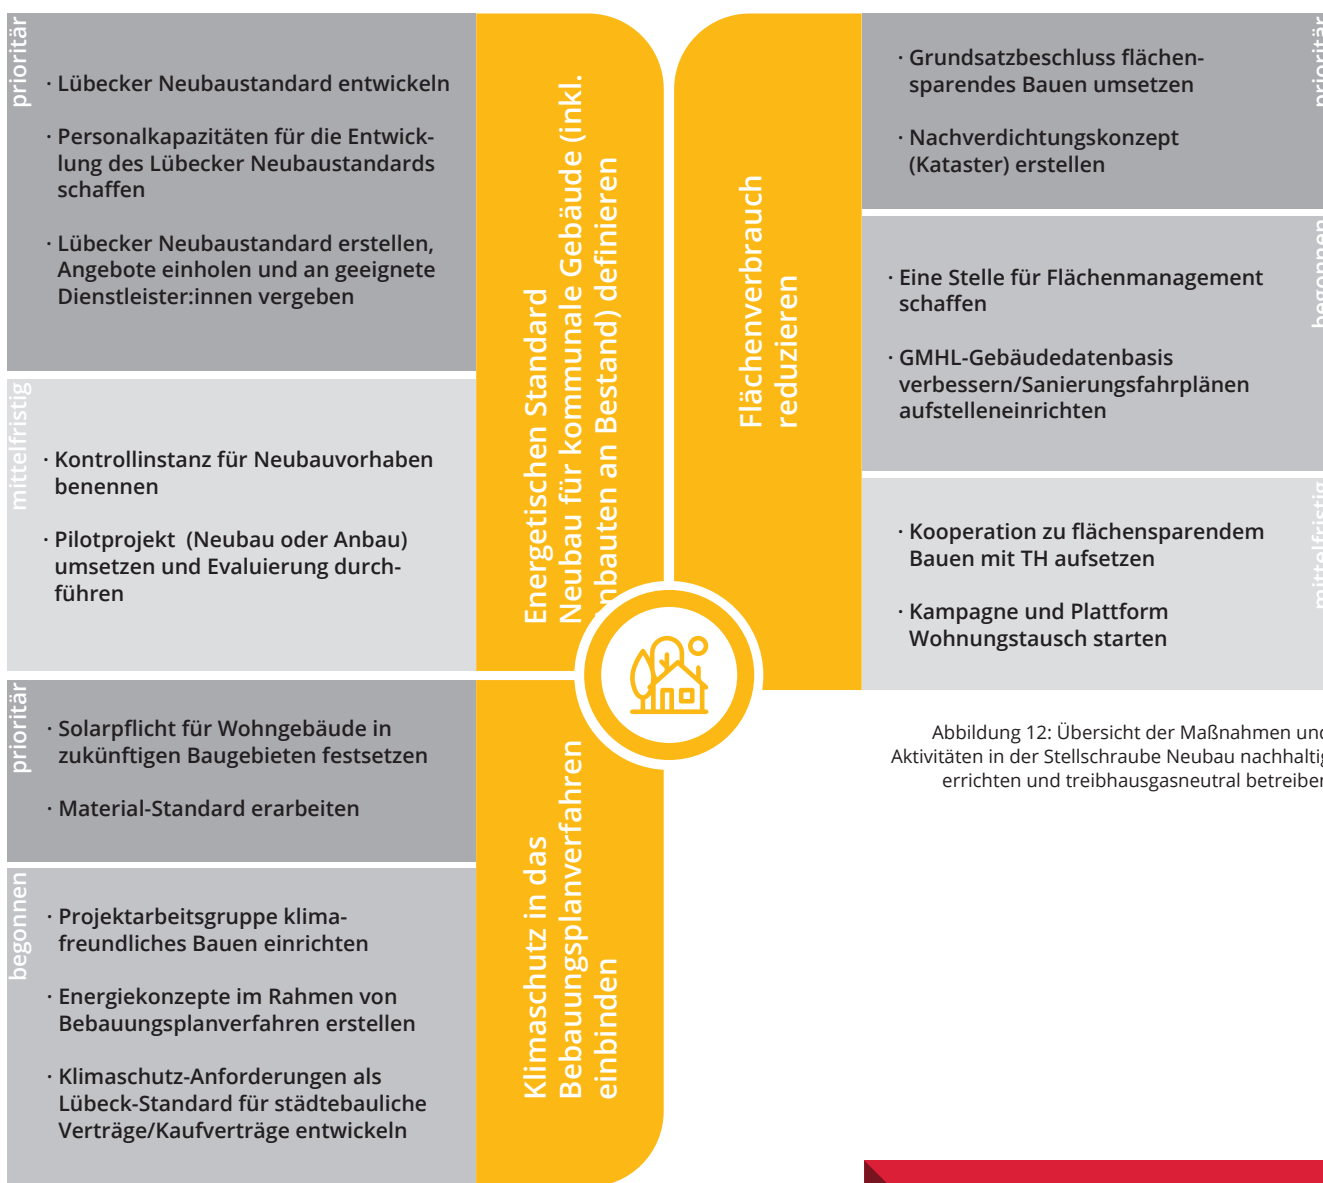 prioritär
· Lübecker Neubaustandard entwickeln
· Personalkapazitäten für die Entwick-
lung des Lübecker Neubaustandards
schaffen
· Lübecker Neubaustandard erstellen,
Angebote einholen und an geeignete
Dienstleister:innen vergeben
mittelfristig
· Kontrollinstanz für Neubauvorhaben
benennen
· Pilotprojekt (Neubau oder Anbau)
umsetzen und Evaluierung durch-
führen
Energetischen Standard
Neubau für kommunale Gebäude (inkl.
nbauten an Bestand) definieren
prioritär
· Solarpflicht für Wohngebäude in
zukünftigen Baugebieten festsetzen
· Material-Standard erarbeiten
begonnen
· Projektarbeitsgruppe klima-
freundliches Bauen einrichten
· Energiekonzepte im Rahmen von
Bebauungsplanverfahren erstellen
· Klimaschutz-Anforderungen als
Lübeck-Standard für städtebauliche
Verträge/Kaufverträge entwickeln
Klimaschutz in das
Bebauungsplanverfahren
einbinden
Flächenverbrauch
reduzieren
prioritär
· Grundsatzbeschluss flächen-
sparendes Bauen umsetzen
· Nachverdichtungskonzept
(Kataster) erstellen
begonnen
· Eine Stelle für Flächenmanagement
schaffen
· GMHL-Gebäudedatenbasis
verbessern/Sanierungsfahrplänen
aufstelleneinrichten
mittelfristig
· Kooperation zu flächensparendem
Bauen mit TH aufsetzen
· Kampagne und Plattform
Wohnungstausch starten
Abbildung 12: Übersicht der Maßnahmen und
Aktivitäten in der Stellschraube Neubau nachhaltig
errichten und treibhausgasneutral betreiben